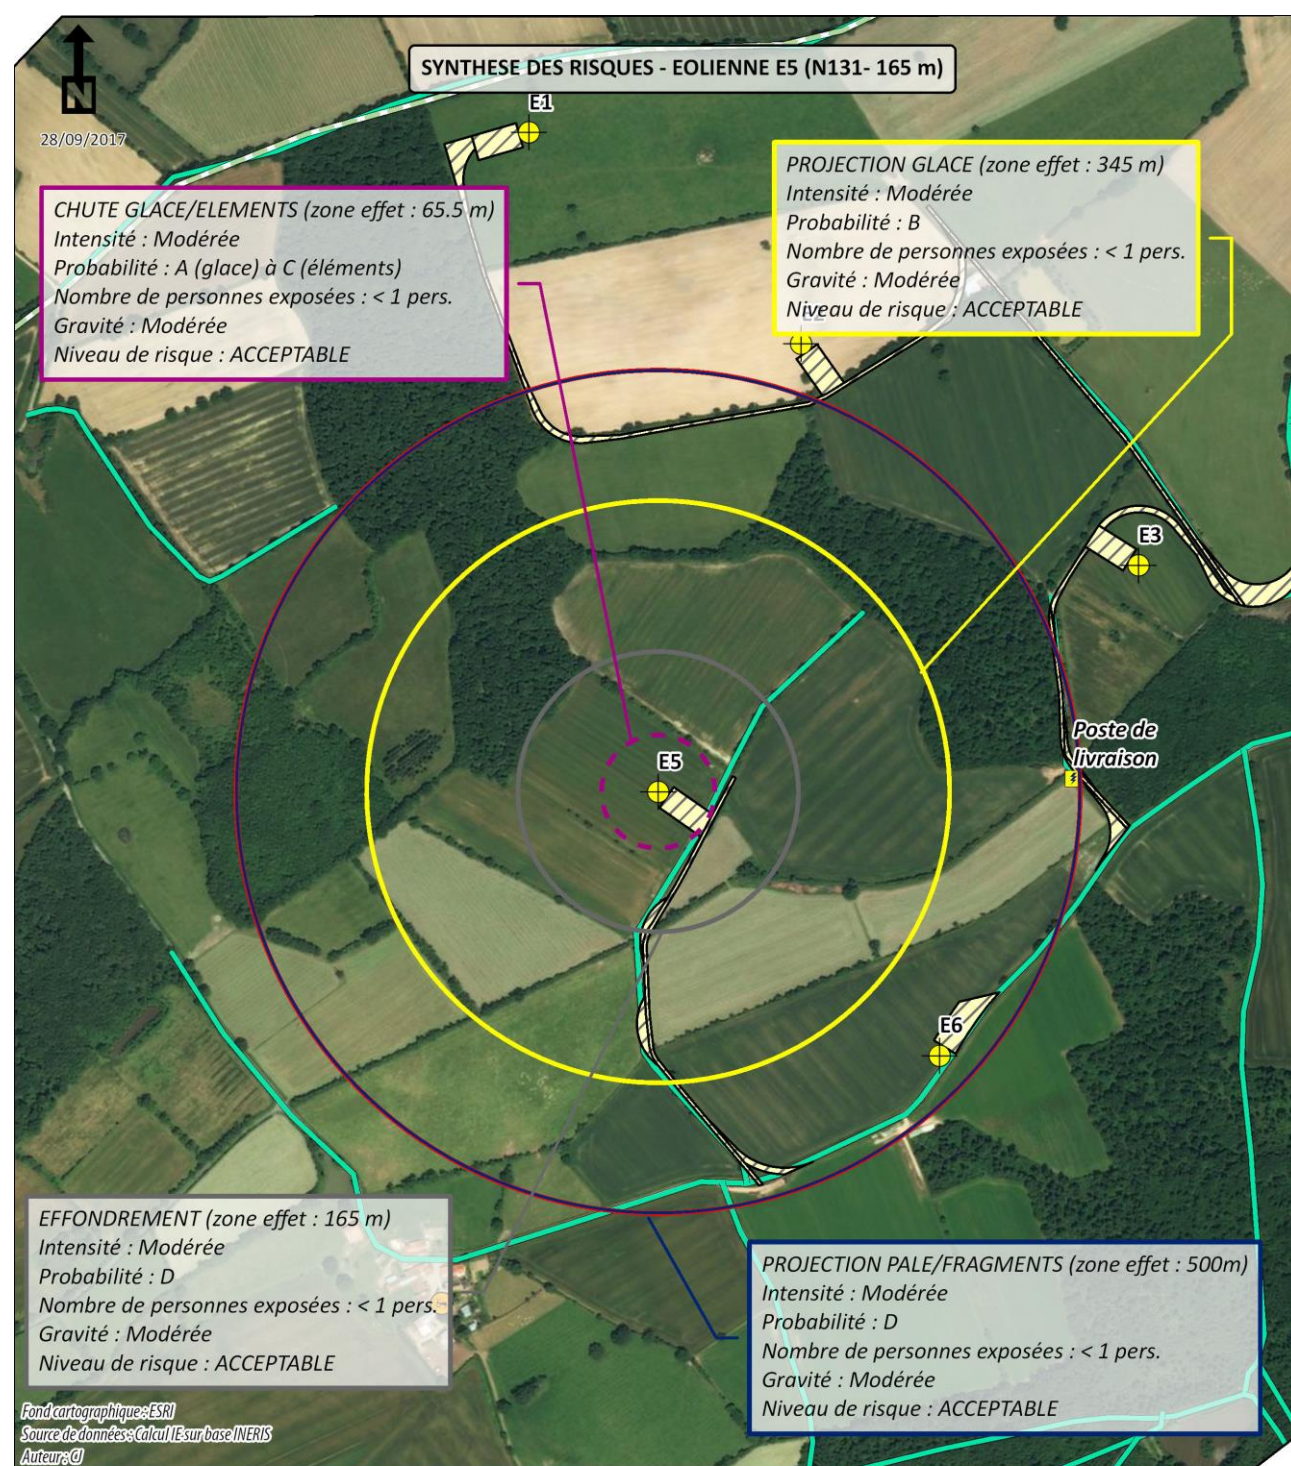 SYNTHESE DES RISQUES - EOLIENNE E5 (N131- 165 m)
N
28/09/2017
E1
PROJECTION GLACE (zone effet : 345 m)
Intensité : Modérée
Probabilité : B
Nombre de personnes exposées : < 1 pers.
Gravité : Modérée
Niveau de risque : ACCEPTABLE
CHUTE GLACE/ELEMENTS (zone effet : 65.5 m)
Intensité : Modérée
Probabilité : A (glace) à C (éléments)
Nombre de personnes exposées : < 1 pers.
Gravité : Modérée
Niveau de risque : ACCEPTABLE
E2
E3
Poste de
livraison
E5
E6
EFFONDREMENT (zone effet : 165 m)
Intensité : Modérée
Probabilité : D
Nombre de personnes exposées : < 1 pers.
Gravité : Modérée
Niveau de risque : ACCEPTABLE
PROJECTION PALE/FRAGMENTS (zone effet : 500m)
Intensité : Modérée
Probabilité : D
Nombre de personnes exposées : < 1 pers.
Gravité : Modérée
Niveau de risque : ACCEPTABLE
Fond cartographique : ESRI
Source de données : Calcul IE sur base INERIS
Auteur : CJ